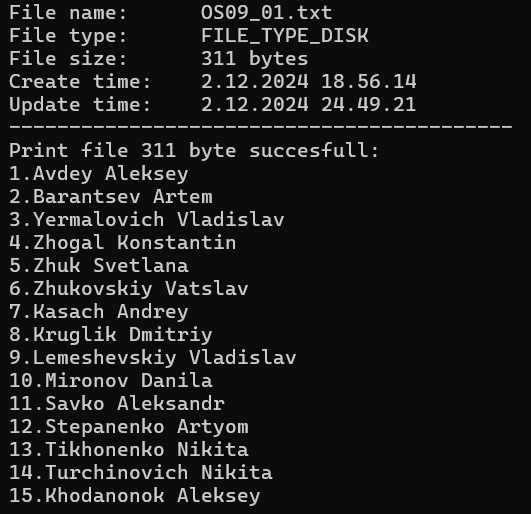 File name:      OS09_01.txt
File type:      FILE_TYPE_DISK
File size:      311 bytes
Create time:    2.12.2024 18.56.14
Update time:    2.12.2024 24.49.21
------------------------------------------
Print file 311 byte succesfull:
1.Avdey Aleksey
2.Barantsev Artem
3.Yermalovich Vladislav
4.Zhogal Konstantin
5.Zhuk Svetlana
6.Zhukovskiy Vatslav
7.Kasach Andrey
8.Kruglik Dmitriy
9.Lemeshevskiy Vladislav
10.Mironov Danila
11.Savko Aleksandr
12.Stepanenko Artyom
13.Tikhonenko Nikita
14.Turchinovich Nikita
15.Khodanonok Aleksey